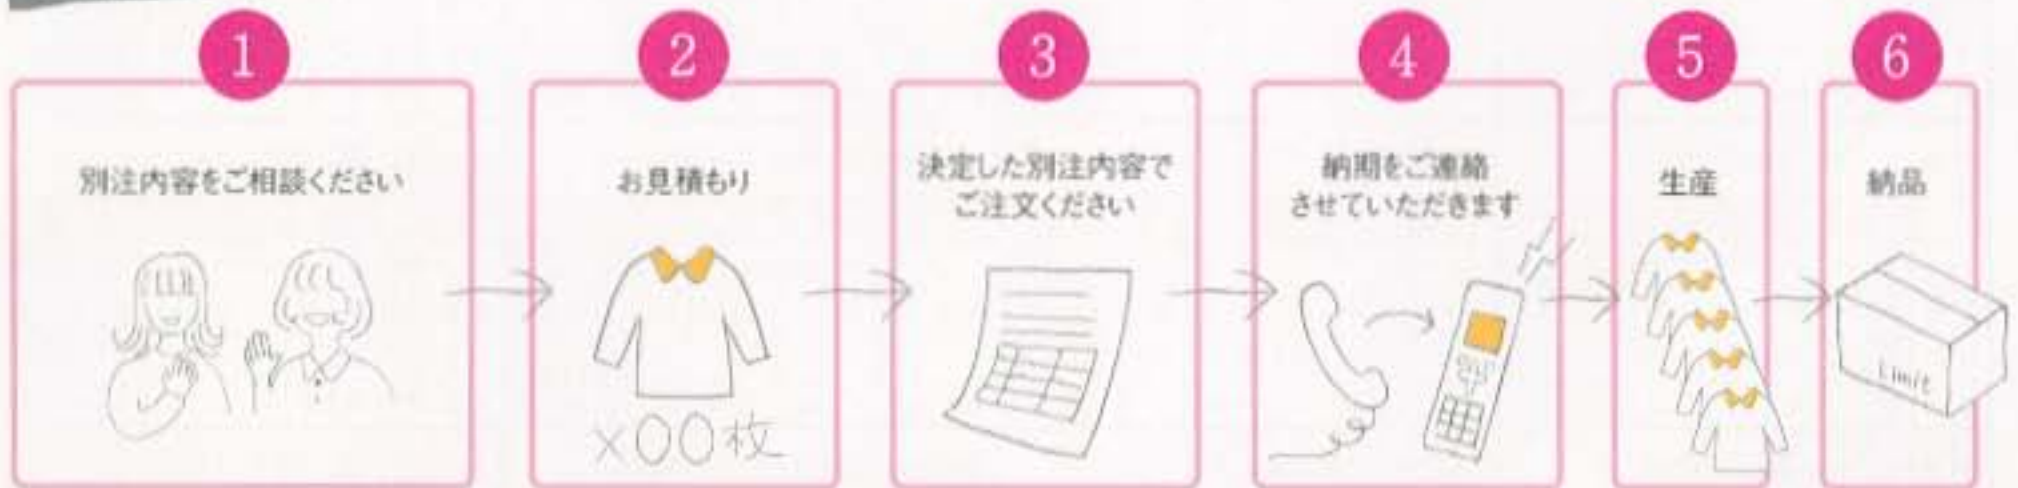 1
別注内容をご相談ください
2
お見積もり
×00枚
3
決定した別注内容で
ご注文ください
4
納期をご連絡
させていただきます
5
生産
6
納品
Limit